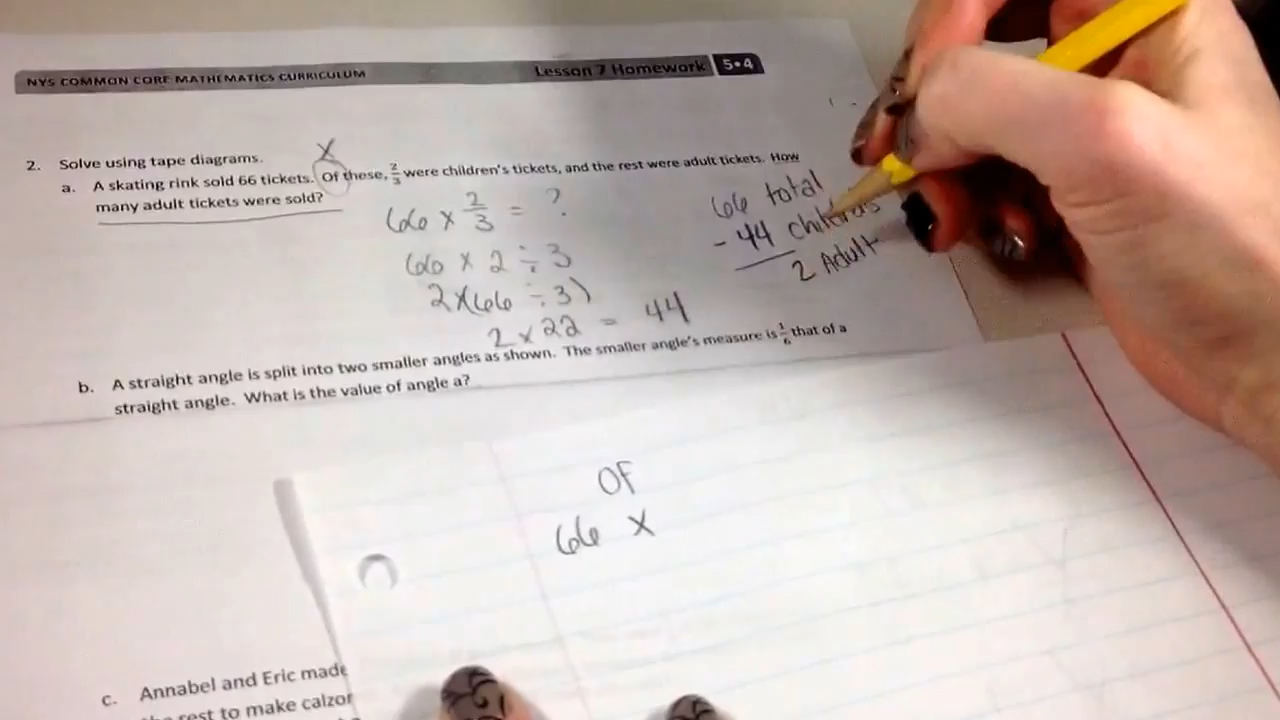 NYS COMMON CORE MATHEMATICS CURRICULUM Lesson 7 Homework 5•4
2. Solve using tape diagrams.
X
a. A skating rink sold 66 tickets. Of these, 2/3 were children's tickets, and the rest were adult tickets. How
many adult tickets were sold?
66 x 2/3 = ?
66 x 2 ÷ 3
2x(66 ÷ 3)
2 x 22 = 44
66 total
- 44
2 Adult
b. A straight angle is split into two smaller angles as shown. The smaller angle's measure is 1/6 that of a
straight angle. What is the value of angle a?
OF
66 x
c. Annabel and Eric made
rest to make